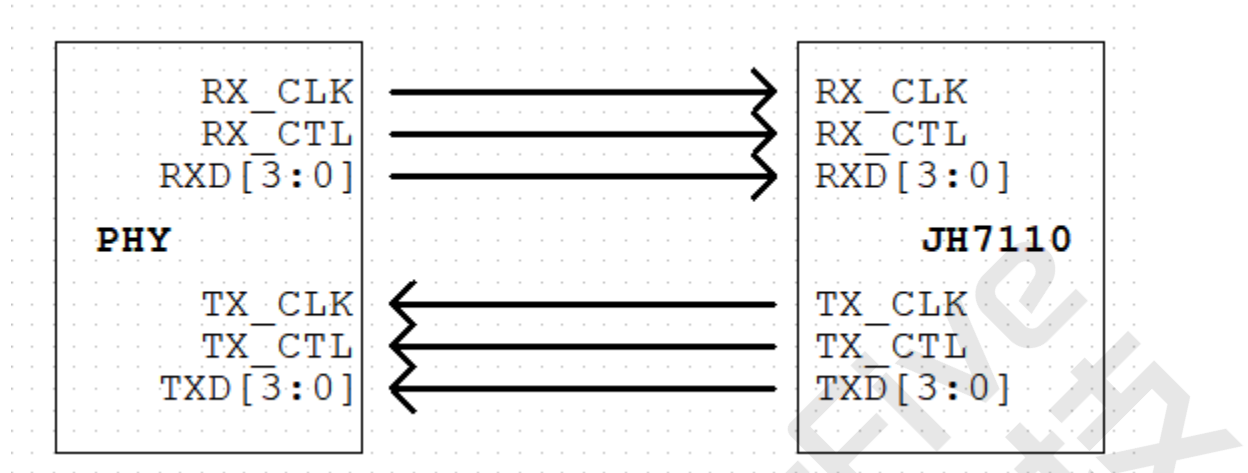 RX_CLK RX_CLK
RX_CTL RX_CTL
RXD[3:0] RXD[3:0]
PHY JH7110
TX_CLK TX_CLK
TX_CTL TX_CTL
TXD[3:0] TXD[3:0]